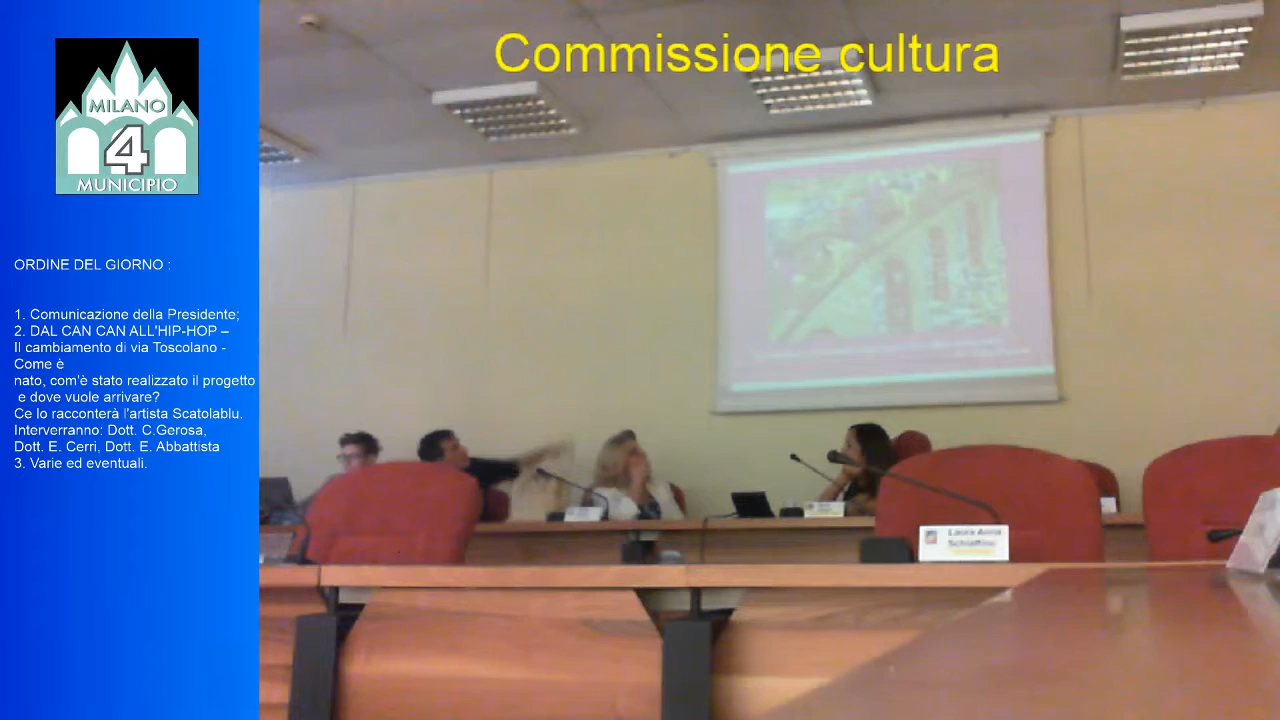 Commissione cultura
MILANO
4
MUNICIPIO
ORDINE DEL GIORNO :
1. Comunicazione della Presidente;
2. DAL CAN CAN ALL'HIP-HOP –
Il cambiamento di via Toscolano -
Come è
nato, com'è stato realizzato il progetto
e dove vuole arrivare?
Ce lo racconterà l'artista Scatolablu.
Interverranno: Dott. C.Gerosa,
Dott. E. Cerri, Dott. E. Abbattista
3. Varie ed eventuali.
Laura Anna
Schiaffino